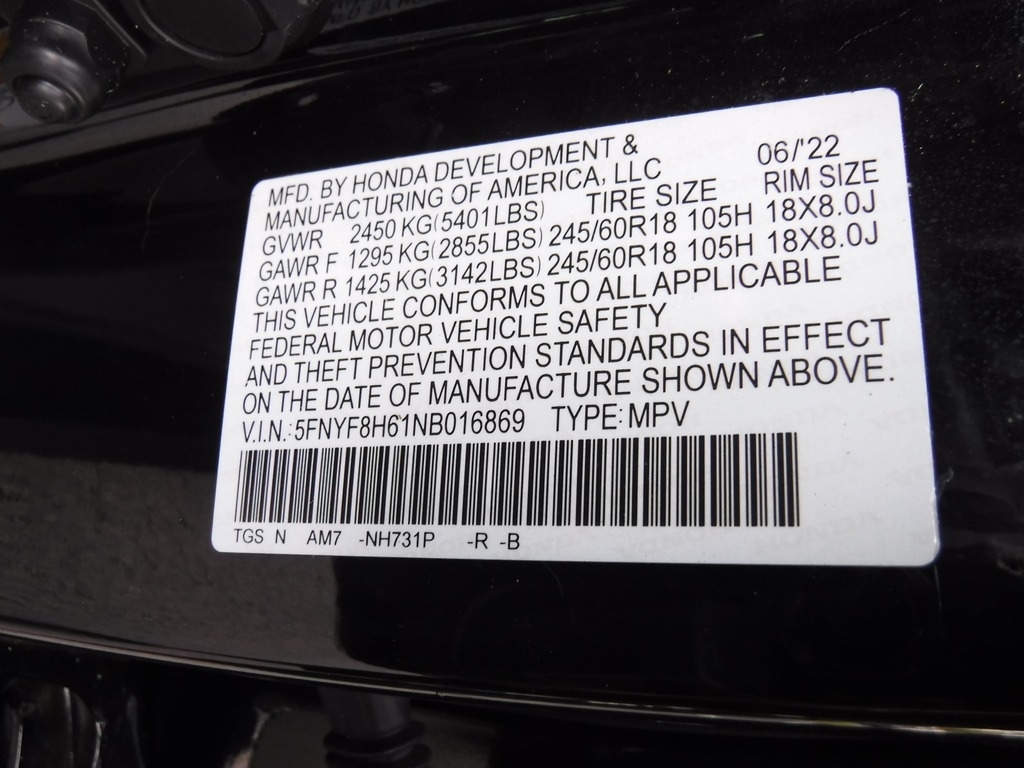 MFD. BY HONDA DEVELOPMENT & 06/'22
MANUFACTURING OF AMERICA, LLC
GVWR 2450 KG(5401LBS) TIRE SIZE RIM SIZE
GAWR F 1295 KG(2855LBS) 245/60R18 105H 18X8.0J
GAWR R 1425 KG(3142LBS) 245/60R18 105H 18X8.0J
THIS VEHICLE CONFORMS TO ALL APPLICABLE
FEDERAL MOTOR VEHICLE SAFETY
AND THEFT PREVENTION STANDARDS IN EFFECT
ON THE DATE OF MANUFACTURE SHOWN ABOVE.
V.I.N.: 5FNYF8H61NB016869 TYPE: MPV
TGS N AM7 -NH731P -R -B